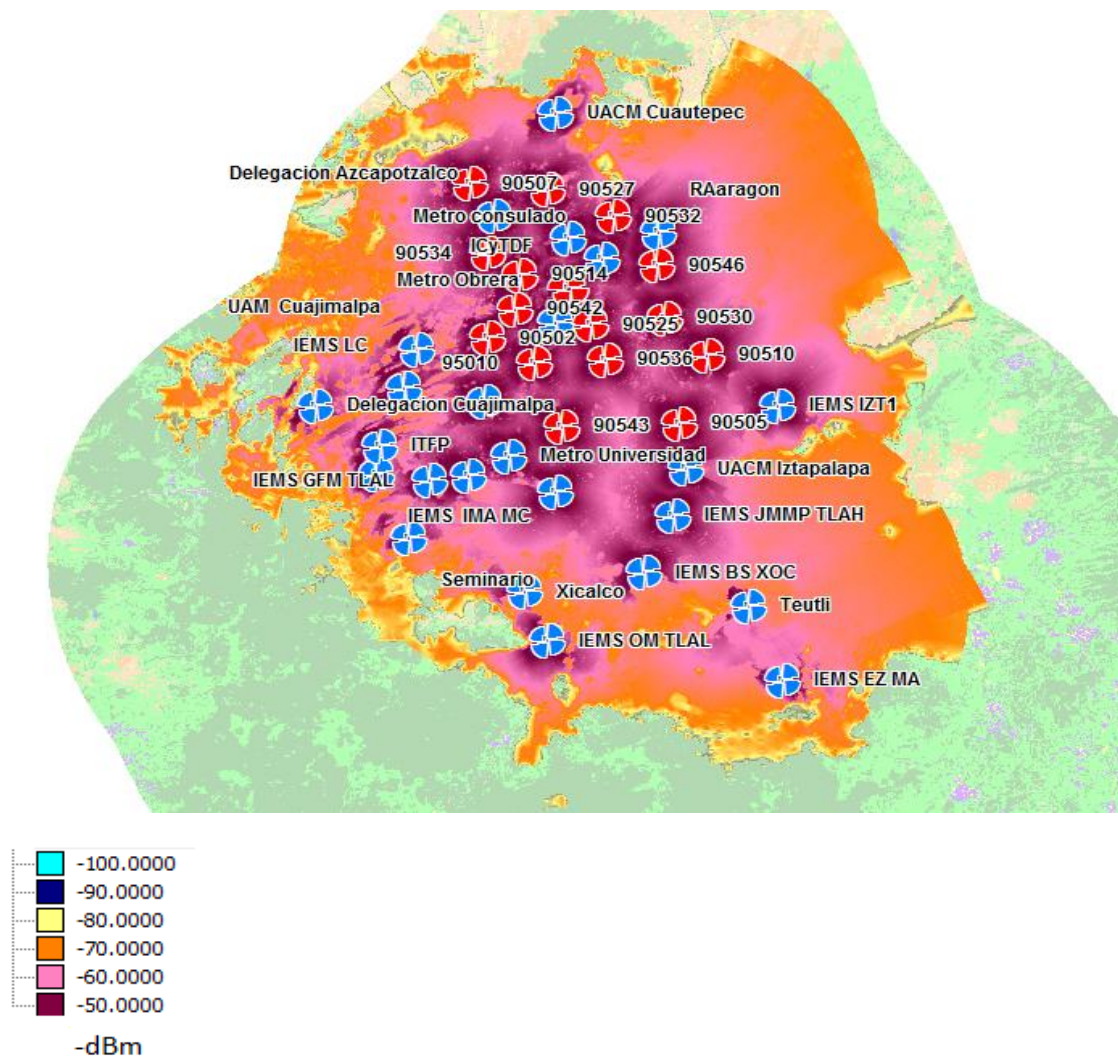 UACM Cuautepec
Delegacion Azcapotzalco
90507
90527
RAaragon
Metro consulado
90532
90534
ICyTDF
90546
Metro Obrera
90514
UAM Cuajimalpa
90542
90530
90525
IEMS LC
90502
95010
90536
90510
Delegacion Cuajimalpa
IEMS IZT1
90543
90505
ITFP
Metro Universidad
UACM Iztapalapa
IEMS GFM TLAL
IEMS IMA MC
IEMS JMMP TLAH
IEMS BS XOC
Seminario
Xicalco
Teutli
IEMS OM TLAL
IEMS EZ MA
-100.0000
-90.0000
-80.0000
-70.0000
-60.0000
-50.0000
-dBm